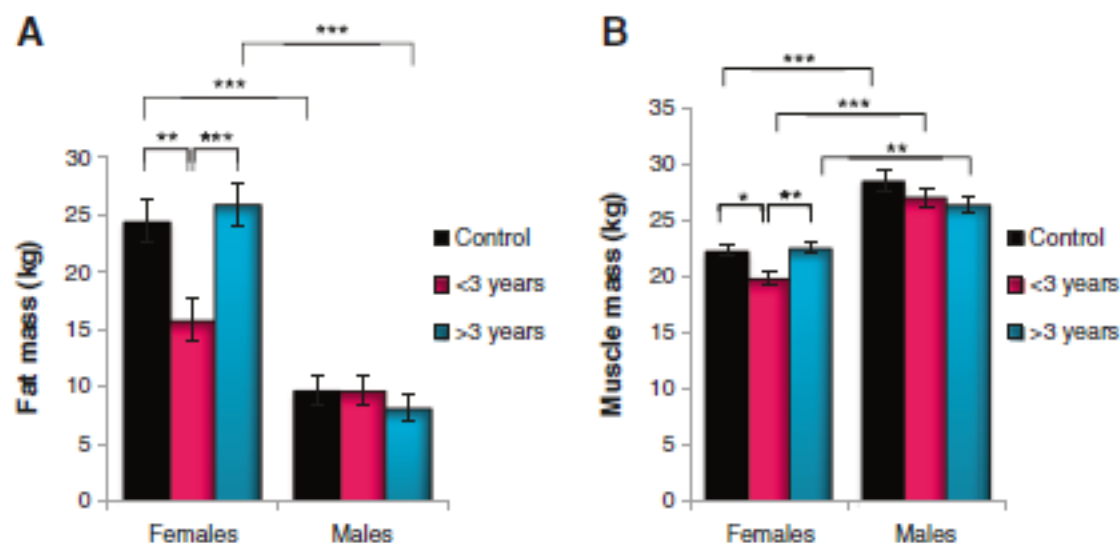 A
***
***
** ***
30
25
20
15
10
5
0
Fat mass (kg)
Females Males
Control
<3 years
>3 years
B
***
***
**
* **
35
30
25
20
15
10
5
0
Muscle mass (kg)
Females Males
Control
<3 years
>3 years